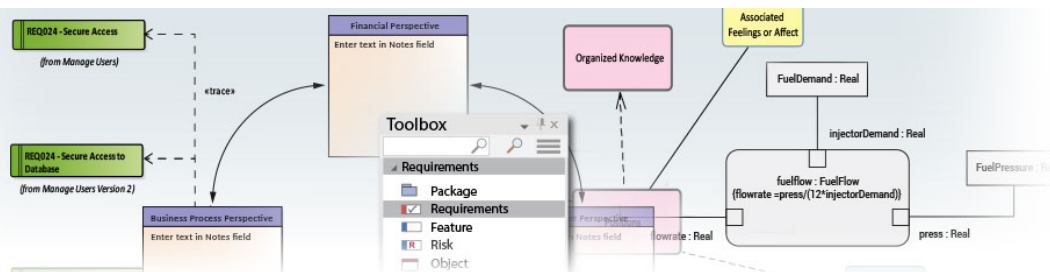 REQ024 - Secure Access
(from Manage Users)
«trace»
REQ024 - Secure Access to
Database
(from Manage Users Version 2)
Financial Perspective
Enter text in Notes field
Business Process Perspective
Enter text in Notes field
Toolbox
Requirements
Package
Requirements
Feature
Risk
Object
Organized Knowledge
Associated
Feelings or Affect
Perspective
Notes field
flowrate : Real
FuelDemand : Real
injectorDemand : Real
fuelflow : FuelFlow
{flowrate =press/(12*injectorDemand)}
FuelPressure :
press : Real